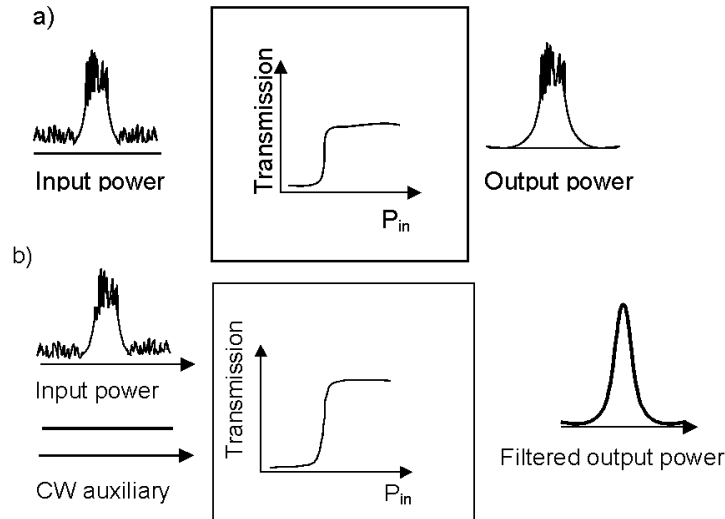 a)
Transmission
Input power
P_in
Output power
b)
Input power
Transmission
CW auxiliary
P_in
Filtered output power